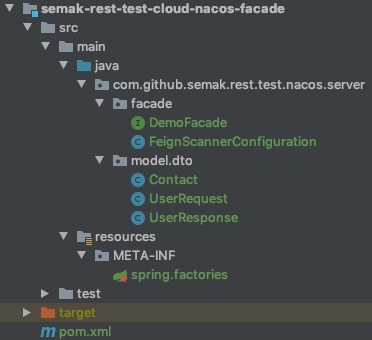 semak-rest-test-cloud-nacos-facade
src
main
java
com.github.semak.rest.test.nacos.server
facade
DemoFacade
FeignScannerConfiguration
model.dto
Contact
UserRequest
UserResponse
resources
META-INF
spring.factories
test
target
pom.xml